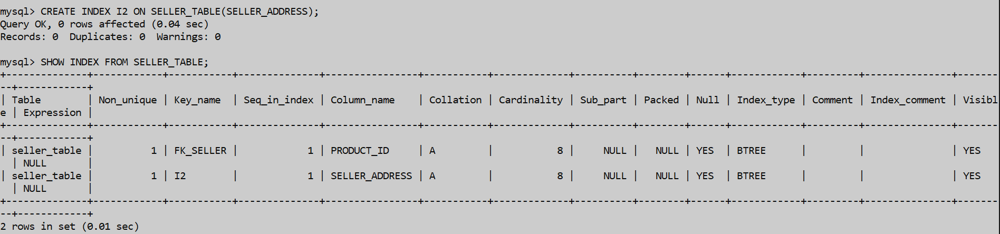 mysql> CREATE INDEX I2 ON SELLER_TABLE(SELLER_ADDRESS);
Query OK, 0 rows affected (0.04 sec)
Records: 0  Duplicates: 0  Warnings: 0
mysql> SHOW INDEX FROM SELLER_TABLE;
+--------------+------------+-----------+--------------+----------------+-----------+-------------+----------+--------+------+------------+---------+---------------+-------
--+------------+
| Table        | Non_unique | Key_name  | Seq_in_index | Column_name    | Collation | Cardinality | Sub_part | Packed | Null | Index_type | Comment | Index_comment | Visibl
e | Expression |
+--------------+------------+-----------+--------------+----------------+-----------+-------------+----------+--------+------+------------+---------+---------------+-------
--+------------+
| seller_table |          1 | FK_SELLER |            1 | PRODUCT_ID     | A         |           8 |     NULL |   NULL | YES  | BTREE      |         |               | YES
  | NULL       |
| seller_table |          1 | I2        |            1 | SELLER_ADDRESS | A         |           8 |     NULL |   NULL | YES  | BTREE      |         |               | YES
  | NULL       |
+--------------+------------+-----------+--------------+----------------+-----------+-------------+----------+--------+------+------------+---------+---------------+-------
--+------------+
2 rows in set (0.01 sec)